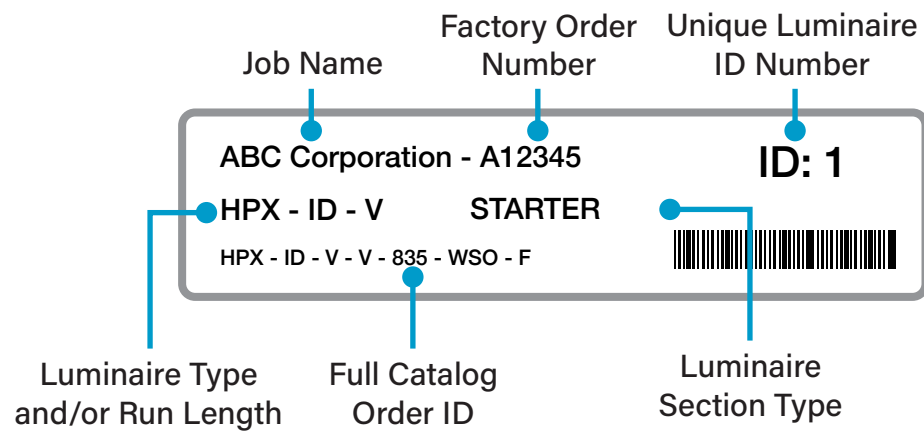 Job Name
Factory Order
Number
Unique Luminaire
ID Number
ABC Corporation - A12345
ID: 1
HPX - ID - V
STARTER
HPX - ID - V - V - 835 - WSO - F
Luminaire Type
and/or Run Length
Full Catalog
Order ID
Luminaire
Section Type